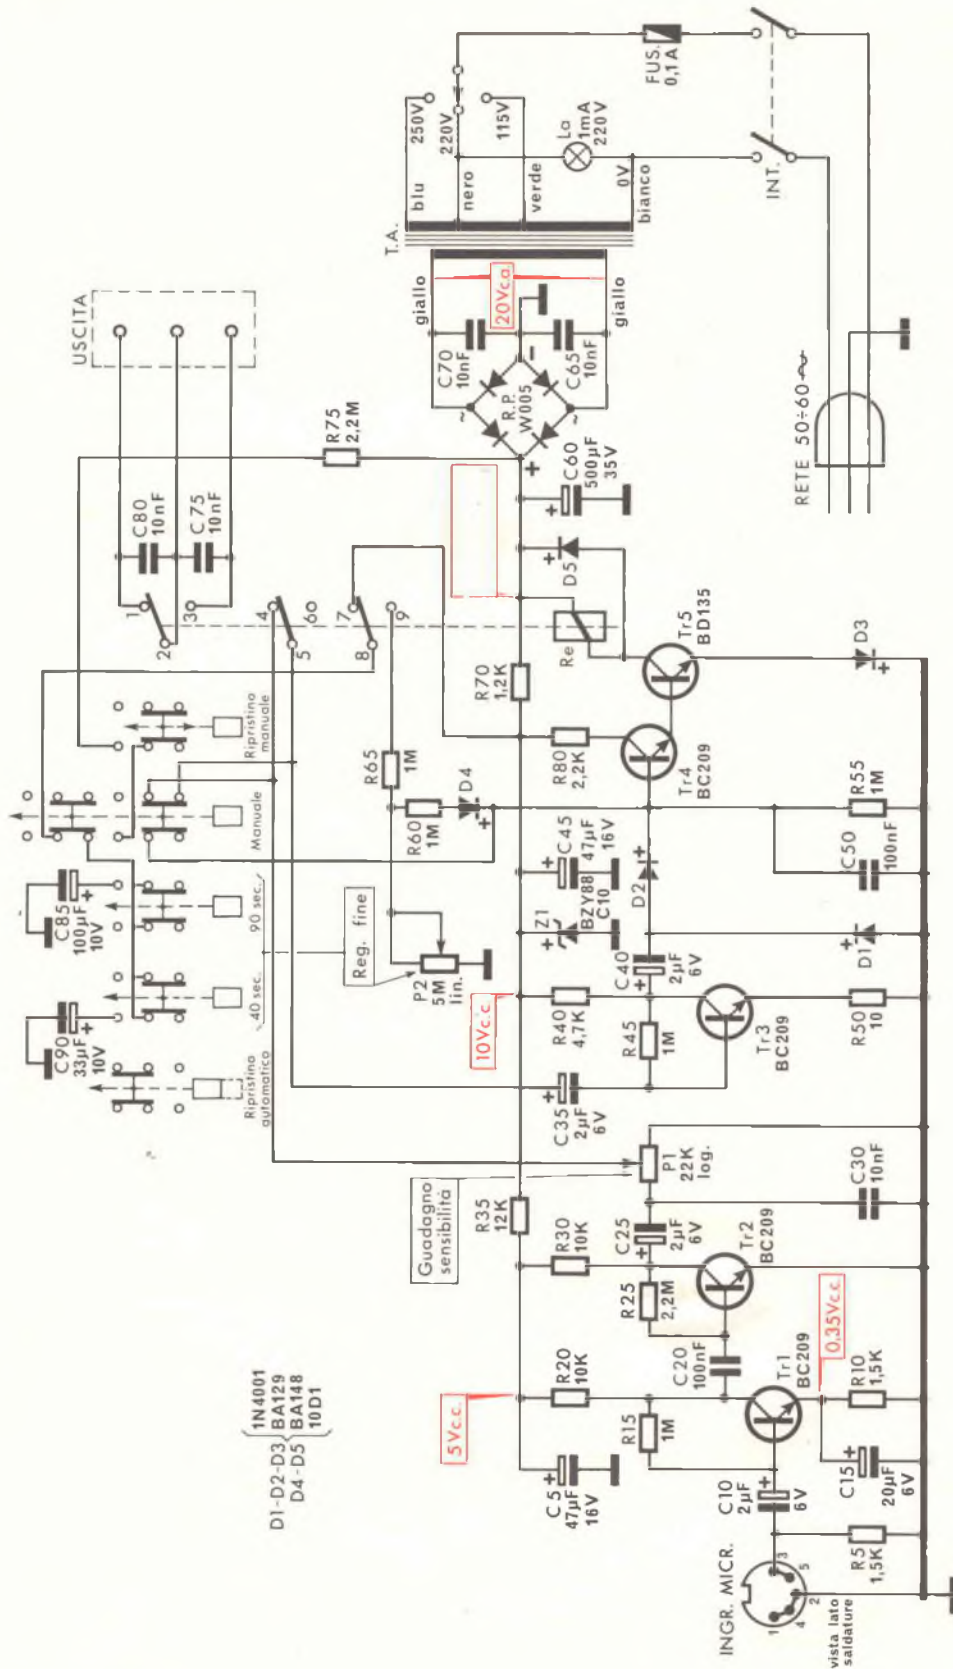 USCITA
C80
10nF
C75
10nF
1
2
3
4
5
6
7
8
9
R75
2,2M
Ripristino
manuale
Manuale
90 sec.
40 sec.
Ripristino
automatico
C85
100µF
10V
C90
33µF
10V
Reg. fine
P2
5M
lin.
R65
1M
R60
1M
D4
T.A.
blu
nero
verde
bianco
250V
220V
115V
0V
La
1mA
220V
FUS.
0,1A
INT.
RETE 50÷60
giallo
giallo
20Vc.a.
C70
10nF
C65
10nF
R.P.
W005
~
~
+
−
C60
500µF
35V
D5
Re
Tr5
BD135
D3
R70
1,2K
R80
2,2K
Tr4
BC209
R55
1M
C50
100nF
C45
47µF
16V
Z1
BZY88
C10
D2
D1
C40
2µF
6V
10Vc.c.
R40
4,7K
R45
1M
Tr3
BC209
R50
10
C35
2µF
6V
Guadagno
sensibilità
P1
22K
log.
C30
10nF
R35
12K
R30
10K
C25
2µF
6V
R25
2,2M
Tr2
BC209
C20
100nF
5Vc.c.
R20
10K
R15
1M
Tr1
BC209
0,35Vc.c.
R10
1,5K
C5
47µF
16V
C10
2µF
6V
C15
20µF
6V
R5
1,5K
INGR. MICR.
1
4
2
5
3
vista lato
saldature
D1-D2-D3
D4-D5
1N4001
BA129
BA148
10D1